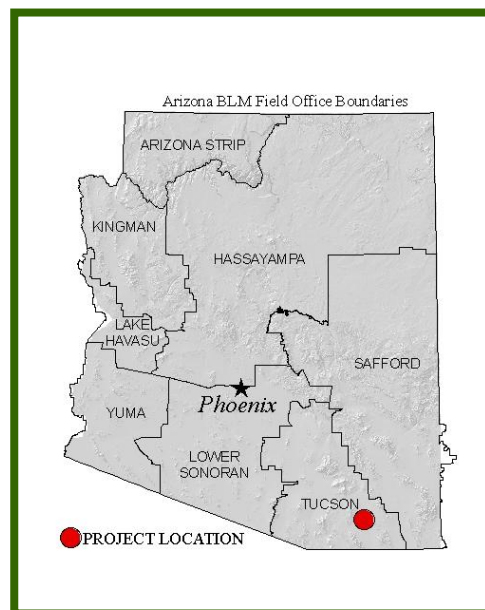 Arizona BLM Field Office Boundaries
ARIZONA STRIP
KINGMAN
HASSAYAMPA
LAKE
HAVASU
SAFFORD
Phoenix
YUMA
LOWER
SONORAN
TUCSON
PROJECT LOCATION